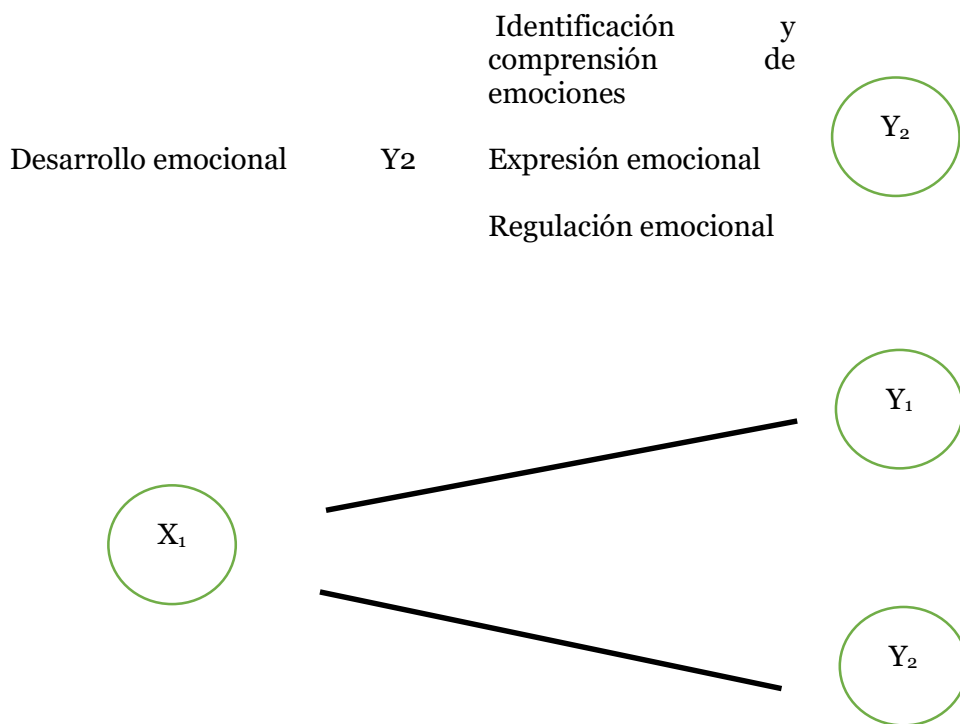 Identificación y
comprensión de
emociones
Y₂
Desarrollo emocional Y2 Expresión emocional
Regulación emocional
Y₁
X₁
Y₂